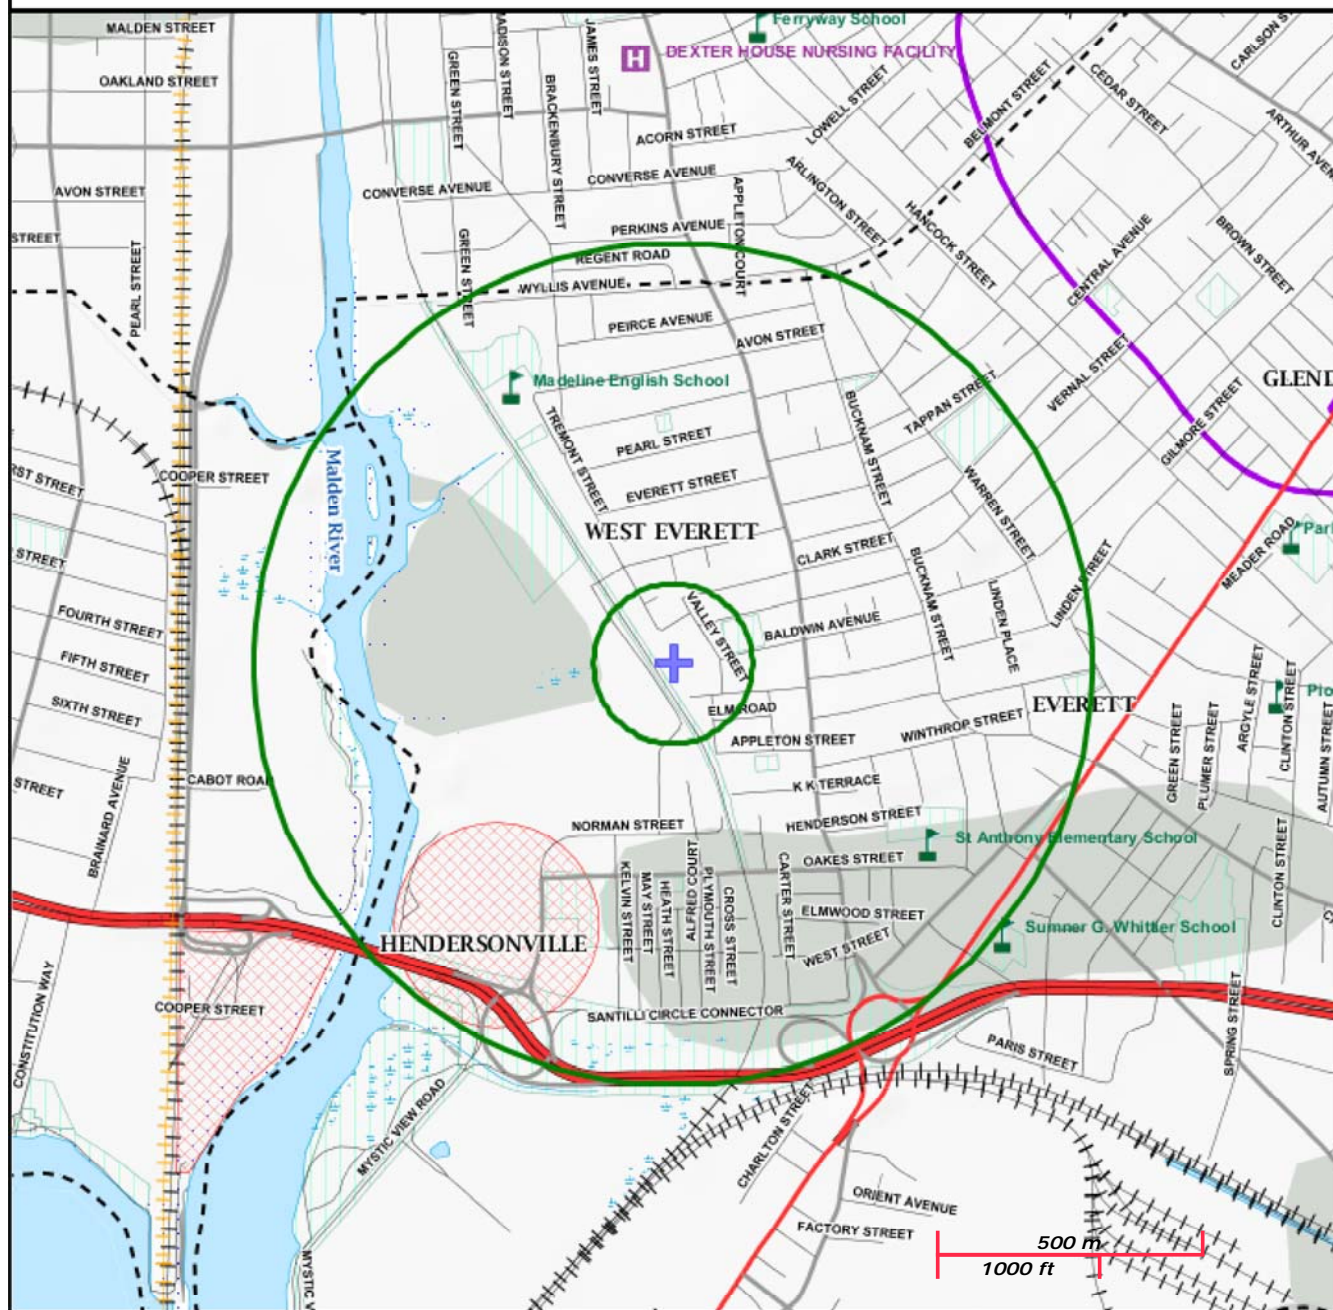 MALDEN STREET
Ferryway School
DEXTER HOUSE NURSING FACILITY
H
CARLSON
OAKLAND STREET
GREEN STREET
MADISON STREET
BRACKENBURY STREET
JAMES STREET
LOWELL STREET
BELMONT STREET
CEDAR STREET
ARTHUR AVEN
ACORN STREET
AVON STREET
CONVERSE AVENUE
CONVERSE AVENUE
ARLINGTON STREET
APPLETON COURT
HANCOCK STREET
STREET
PEARL STREET
GREEN STREET
PERKINS AVENUE
REGENT ROAD
WYLLIS AVENUE
CENTRAL AVENUE
BROWN STREET
PEIRCE AVENUE
AVON STREET
Madeline English School
TREMONT STREET
BUCKNAM STREET
TAPPAN STREET
VERNAL STREET
GILMORE STREET
GLEND
PEARL STREET
EVERETT STREET
RST STREET
COOPER STREET
Malden River
WEST EVERETT
WARREN STREET
CLARK STREET
BUCKNAM STREET
LINDEN PLACE
LINDEN STREET
MEADER ROAD
Parl
STREET
FOURTH STREET
FIFTH STREET
SIXTH STREET
VALLEY STREET
BALDWIN AVENUE
ELM ROAD
APPLETON STREET
WINTHROP STREET
EVERETT
GREEN STREET
PLUMER STREET
ARGYLE STREET
CLINTON STREET
Pio
AUTUMN STREET
STREET
BRAINARD AVENUE
CABOT ROAD
K K TERRACE
NORMAN STREET
HENDERSON STREET
St Anthony Elementary School
OAKES STREET
KELVIN STREET
MAY STREET
HEATH STREET
ALFRED COURT
PLYMOUTH STREET
CROSS STREET
CARTER STREET
ELMWOOD STREET
WEST STREET
Sumner G. Whittier School
CLINTON STREET
HENDERSONVILLE
CONSTITUTION WAY
COOPER STREET
SANTILLI CIRCLE CONNECTOR
PARIS STREET
SPRING STREET
MYSTIC VIEW ROAD
CHARLTON STREET
ORIENT AVENUE
FACTORY STREET
MYSTIC V
500 m
1000 ft